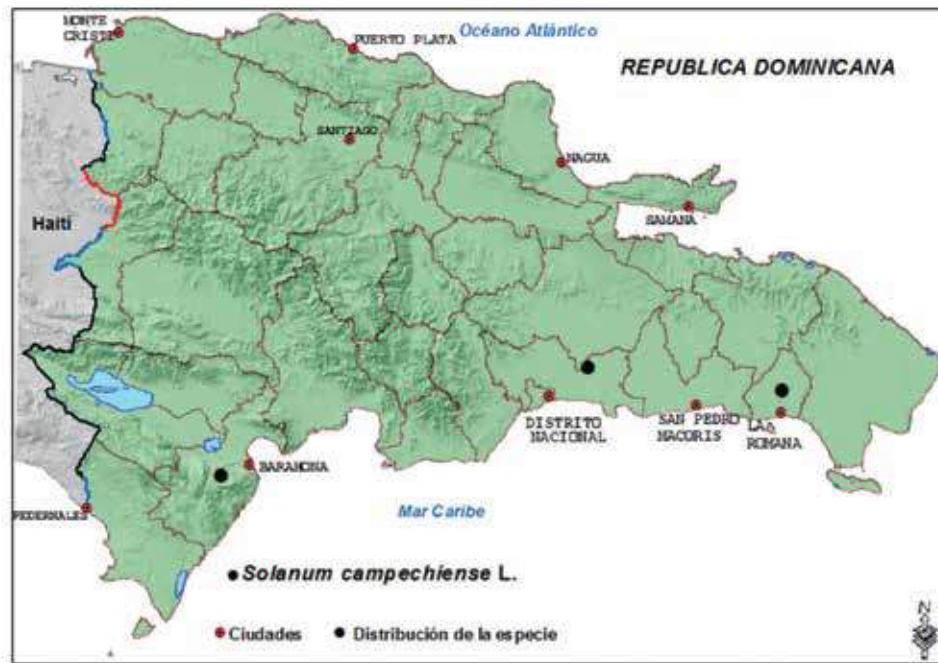 MONTE
CRISTI
PUERTO PLATA
Océano Atlántico
REPUBLICA DOMINICANA
SANTIAGO
NAGUA
SAMANA
Haití
DISTRITO
NACIONAL
SAN PEDRO
MACORIS
LA
ROMANA
BARAHONA
PEDERNALES
Mar Caribe
Solanum campechiense L.
Ciudades
Distribución de la especie
N